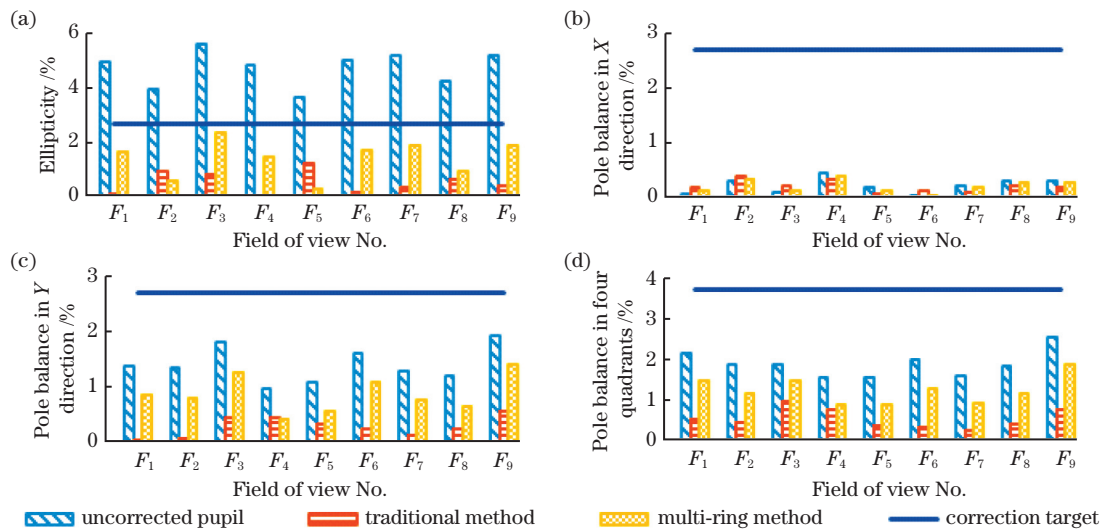 (a)
6
4
2
0
Ellipticity /%
F1 F2 F3 F4 F5 F6 F7 F8 F9
Field of view No.
(b)
3
2
1
0
Pole balance in X
direction /%
F1 F2 F3 F4 F5 F6 F7 F8 F9
Field of view No.
(c)
3
2
1
0
Pole balance in Y
direction /%
F1 F2 F3 F4 F5 F6 F7 F8 F9
Field of view No.
(d)
4
3
2
1
0
Pole balance in four
quadrants /%
F1 F2 F3 F4 F5 F6 F7 F8 F9
Field of view No.
uncorrected pupil traditional method multi-ring method correction target